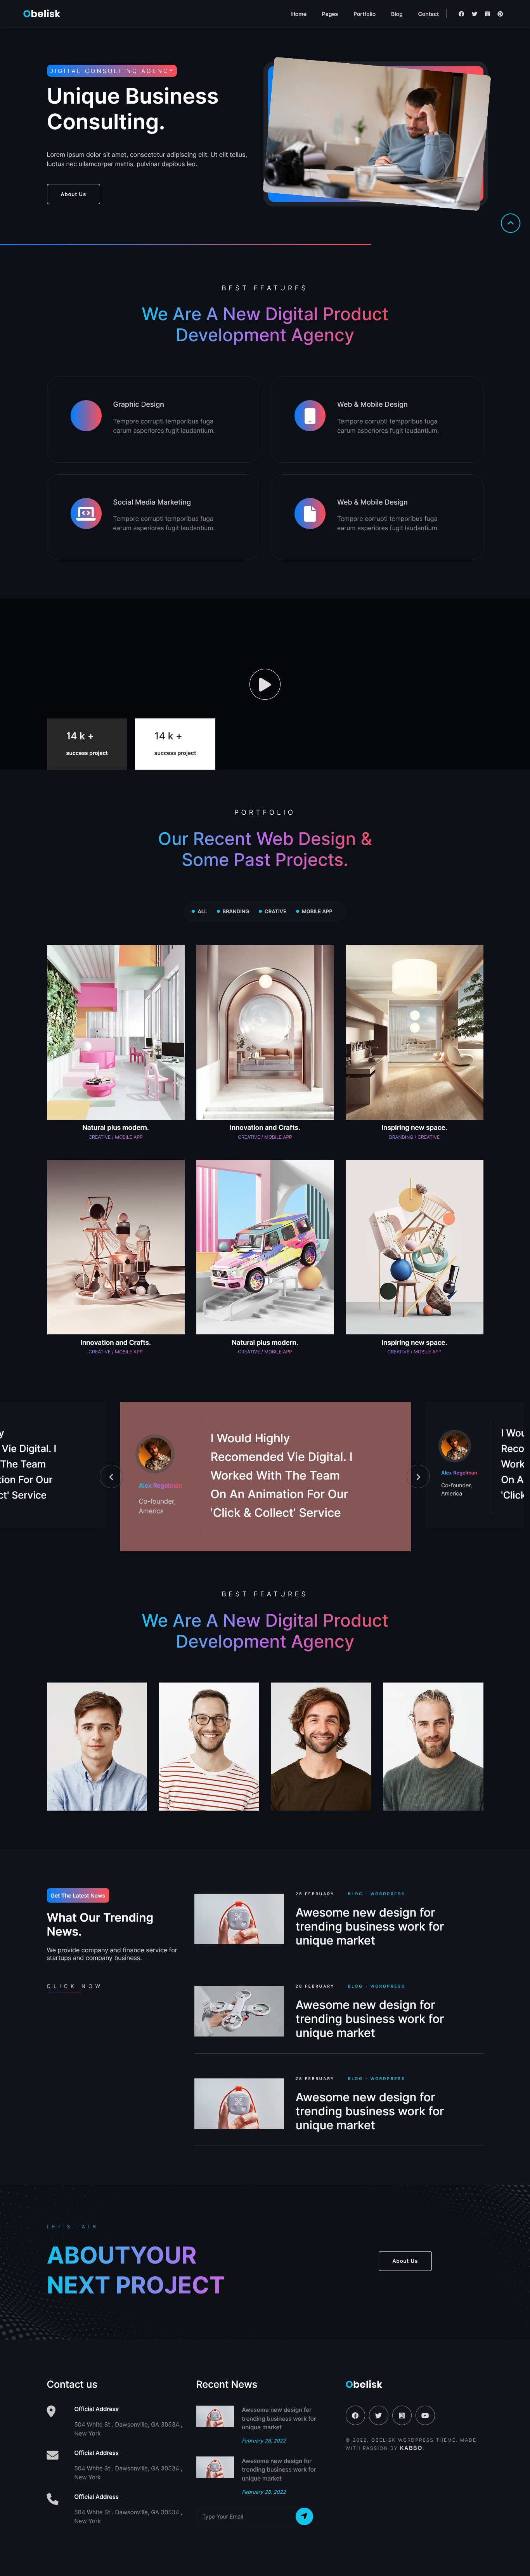 Obelisk
Home Pages Portfolio Blog Contact
DIGITAL CONSULTING AGENCY
Unique Business
Consulting.
Lorem ipsum dolor sit amet, consectetur adipiscing elit. Ut elit tellus,
luctus nec ullamcorper mattis, pulvinar dapibus leo.
About Us
BEST FEATURES
We Are A New Digital Product
Development Agency
Graphic Design
Tempore corrupti temporibus fuga
earum asperiores fugit laudantium.
Web & Mobile Design
Tempore corrupti temporibus fuga
earum asperiores fugit laudantium.
Social Media Marketing
Tempore corrupti temporibus fuga
earum asperiores fugit laudantium.
Web & Mobile Design
Tempore corrupti temporibus fuga
earum asperiores fugit laudantium.
14 k +
success project
14 k +
success project
PORTFOLIO
Our Recent Web Design &
Some Past Projects.
ALL BRANDING CRATIVE MOBILE APP
Natural plus modern.
CREATIVE / MOBILE APP
Innovation and Crafts.
CREATIVE / MOBILE APP
Inspiring new space.
BRANDING / CREATIVE
Innovation and Crafts.
CREATIVE / MOBILE APP
Natural plus modern.
CREATIVE / MOBILE APP
Inspiring new space.
CREATIVE / MOBILE APP
y
Vie Digital. I
The Team
ion For Our
ct' Service
Alex Regelman
Co-founder,
America
I Would Highly
Recomended Vie Digital. I
Worked With The Team
On An Animation For Our
'Click & Collect' Service
Alex Regelman
Co-founder,
America
I Wou
Reco
Work
On A
'Click
BEST FEATURES
We Are A New Digital Product
Development Agency
Get The Latest News
What Our Trending
News.
We provide company and finance service for
startups and company business.
CLICK NOW
28 FEBRUARY BLOG - WORDPRESS
Awesome new design for
trending business work for
unique market
28 FEBRUARY BLOG - WORDPRESS
Awesome new design for
trending business work for
unique market
28 FEBRUARY BLOG - WORDPRESS
Awesome new design for
trending business work for
unique market
LET'S TALK
ABOUTYOUR
NEXT PROJECT
About Us
Contact us
Official Address
504 White St . Dawsonville, GA 30534 ,
New York
Official Address
504 White St . Dawsonville, GA 30534 ,
New York
Official Address
504 White St . Dawsonville, GA 30534 ,
New York
Recent News
Awesome new design for
trending business work for
unique market
February 28, 2022
Awesome new design for
trending business work for
unique market
February 28, 2022
Type Your Email
Obelisk
© 2022, OBELISK WORDPRESS THEME. MADE
WITH PASSION BY KABBO.